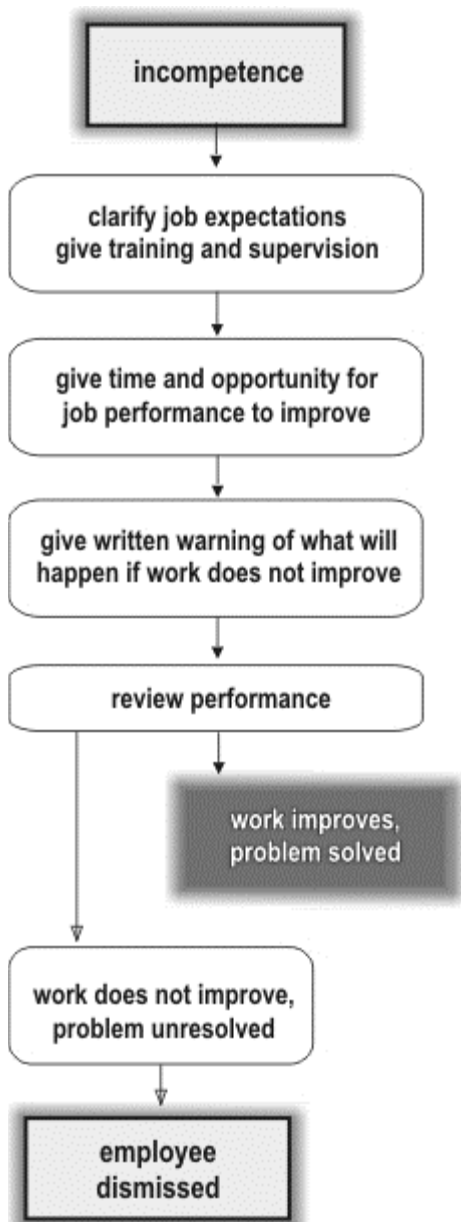 incompetence
clarify job expectations
give training and supervision
give time and opportunity for
job performance to improve
give written warning of what will
happen if work does not improve
review performance
work improves,
problem solved
work does not improve,
problem unresolved
employee
dismissed